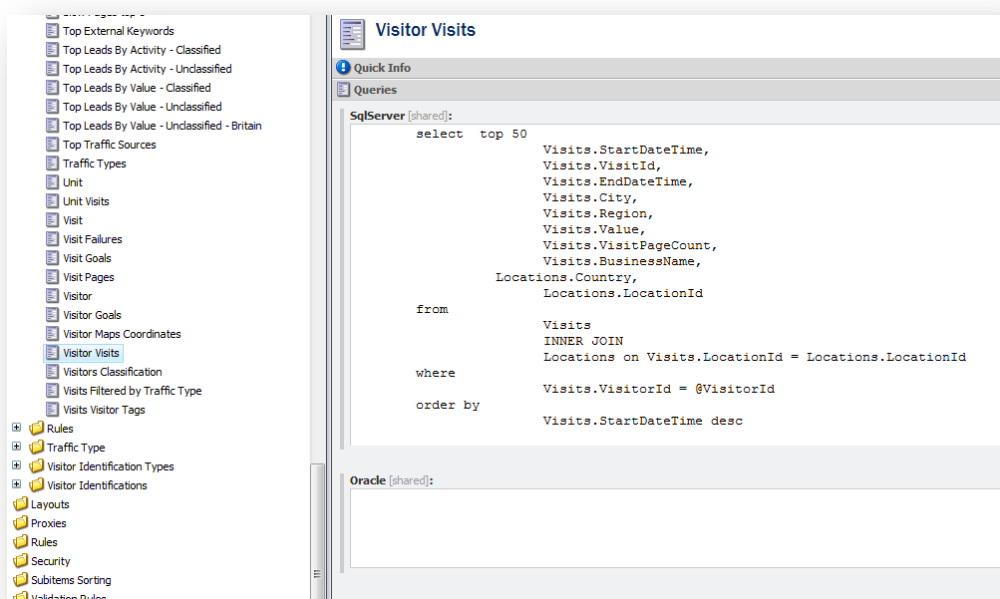 Top External Keywords
Top Leads By Activity - Classified
Top Leads By Activity - Unclassified
Top Leads By Value - Classified
Top Leads By Value - Unclassified
Top Leads By Value - Unclassified - Britain
Top Traffic Sources
Traffic Types
Unit
Unit Visits
Visit
Visit Failures
Visit Goals
Visit Pages
Visitor
Visitor Goals
Visitor Maps Coordinates
Visitor Visits
Visitors Classification
Visits Filtered by Traffic Type
Visits Visitor Tags
Rules
Traffic Type
Visitor Identification Types
Visitor Identifications
Layouts
Proxies
Rules
Security
Subitems Sorting
Validation Rules
Visitor Visits
Quick Info
Queries
SqlServer [shared]:
select top 50
Visits.StartDateTime,
Visits.VisitId,
Visits.EndDateTime,
Visits.City,
Visits.Region,
Visits.Value,
Visits.VisitPageCount,
Visits.BusinessName,
Locations.Country,
Locations.LocationId
from
Visits
INNER JOIN
Locations on Visits.LocationId = Locations.LocationId
where
Visits.VisitorId = @VisitorId
order by
Visits.StartDateTime desc
Oracle [shared]: